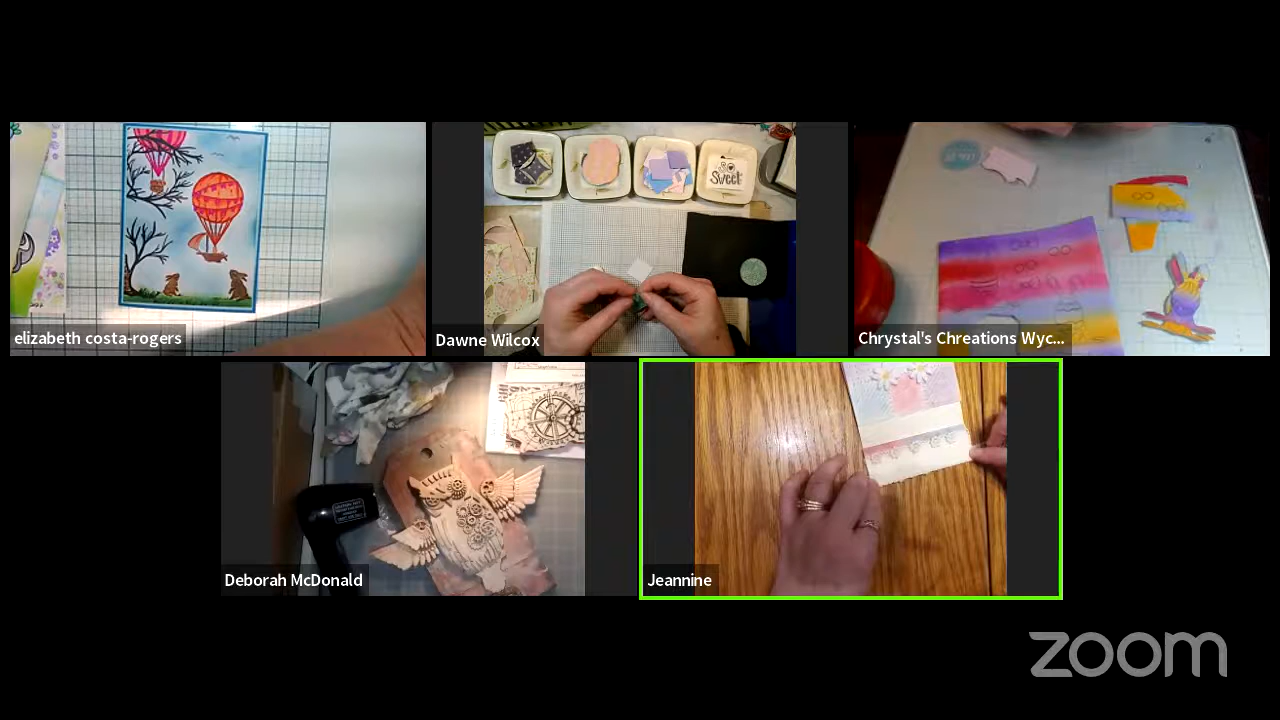 elizabeth costa-rogers
Sweet
Dawne Wilcox
Chrystal's Chreations Wyc...
Deborah McDonald
Jeannine
zoom